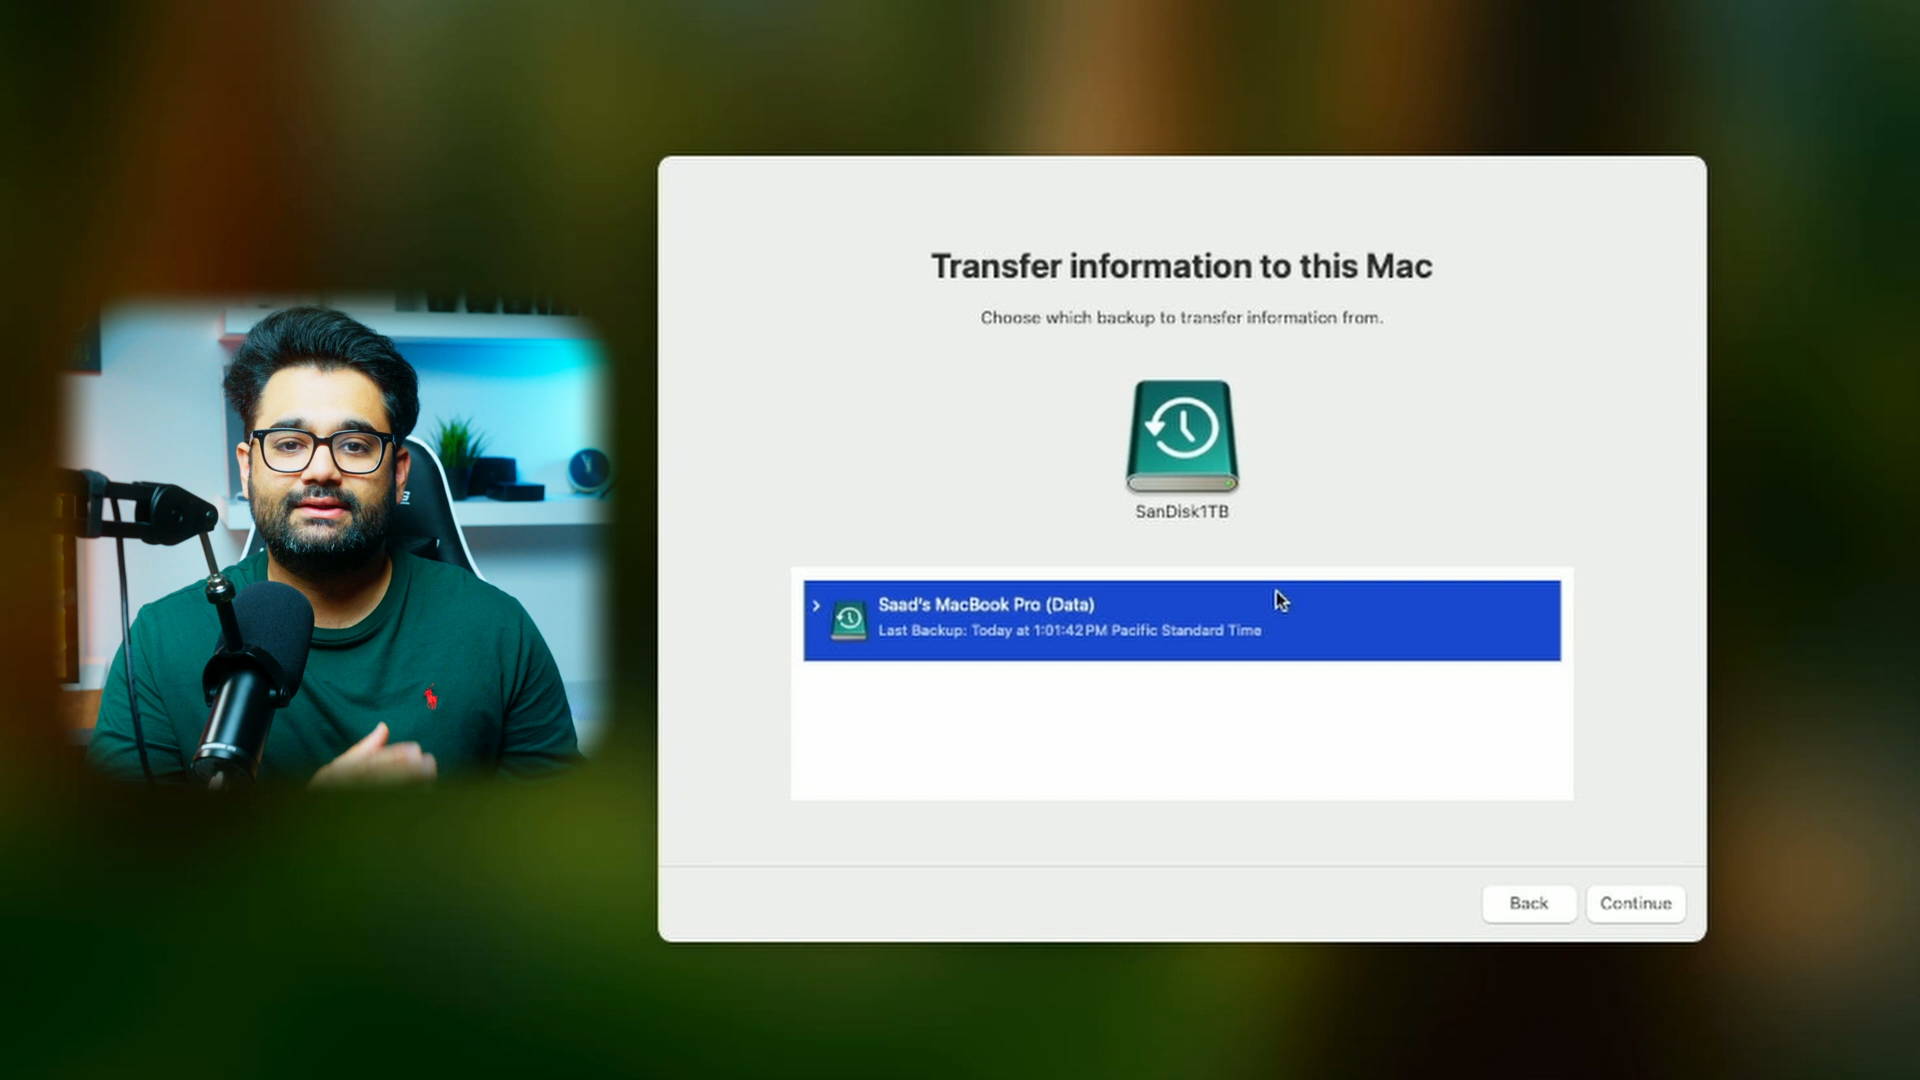 Transfer information to this Mac
Choose which backup to transfer information from.
SanDisk1TB
Saad's MacBook Pro (Data)
Last Backup: Today at 1:01:42 PM Pacific Standard Time
Back
Continue